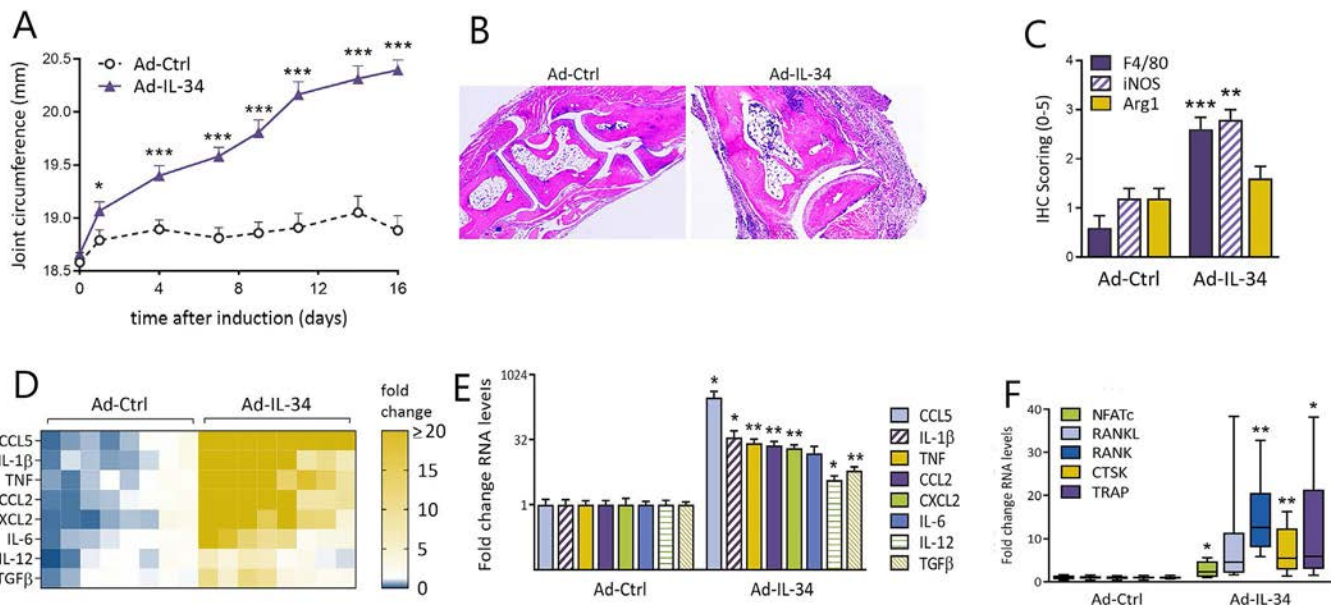 A
Joint circumference (mm)
20.5
20.0
19.5
19.0
18.5
Ad-Ctrl
Ad-IL-34
*
***
***
***
***
***
***
0
4
8
12
16
time after induction (days)
B
Ad-Ctrl
Ad-IL-34
C
IHC Scoring (0-5)
4
3
2
1
0
F4/80
iNOS
Arg1
***
**
Ad-Ctrl
Ad-IL-34
D
Ad-Ctrl
Ad-IL-34
CCL5
IL-1β
TNF
CCL2
XCL2
IL-6
IL-12
TGFβ
fold
change
≥20
15
10
5
0
E
Fold change RNA levels
1024
32
1
*
*
**
**
**
*
**
Ad-Ctrl
Ad-IL-34
CCL5
IL-1β
TNF
CCL2
CXCL2
IL-6
IL-12
TGFβ
F
Fold change RNA levels
40
30
20
10
0
NFATc
RANKL
RANK
CTSK
TRAP
*
**
**
*
Ad-Ctrl
Ad-IL-34